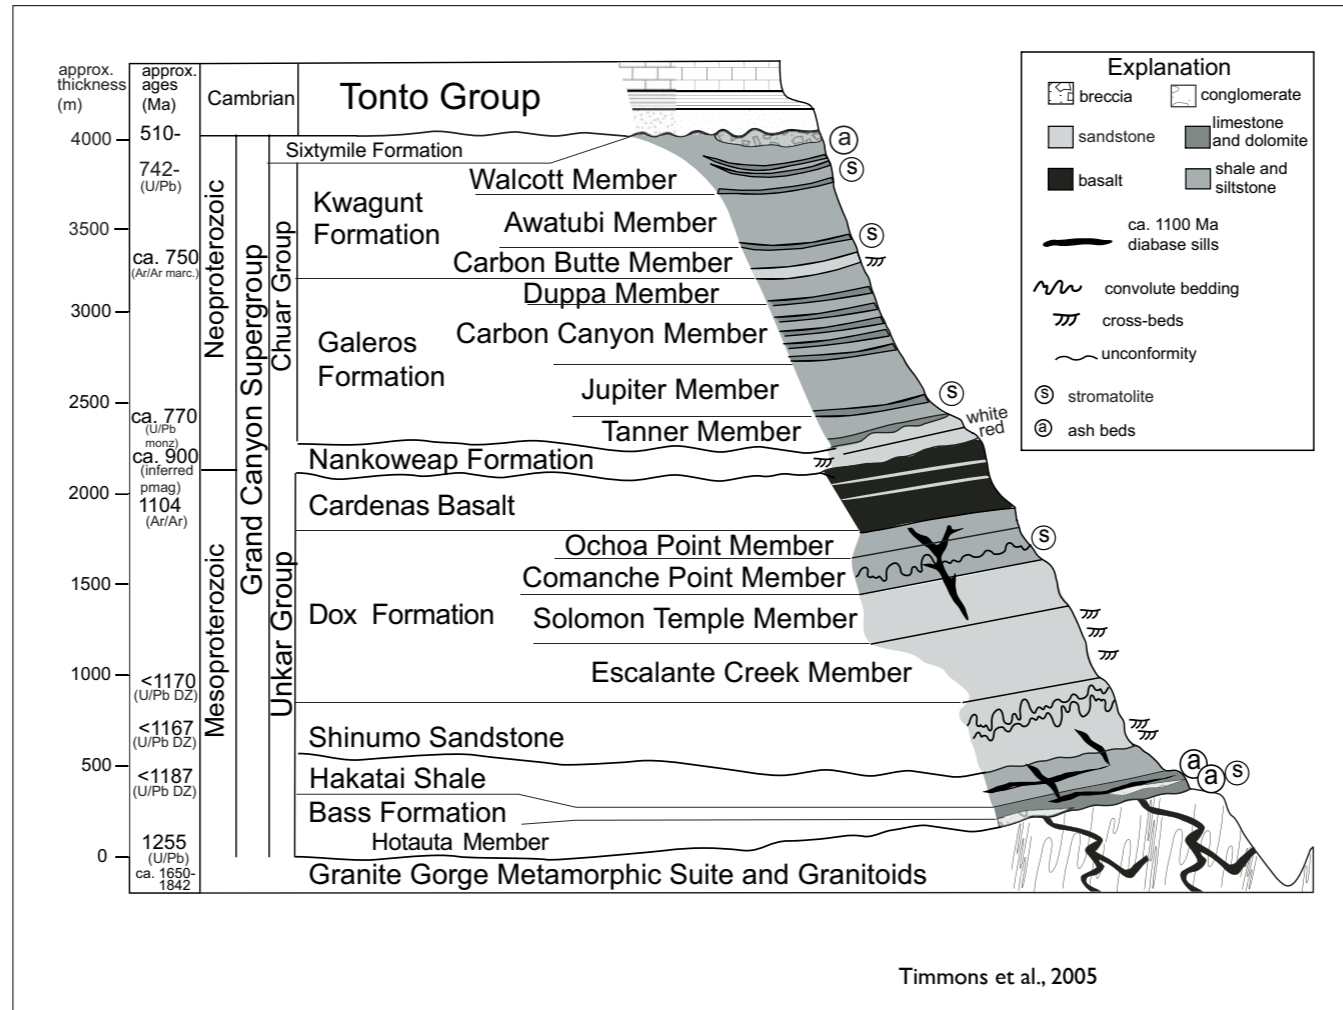 approx.
thickness
(m)
approx.
ages
(Ma)
Cambrian
Tonto Group
4000
510-
Sixtymile Formation
742-
(U/Pb)
Walcott Member
Kwagunt
Formation
Awatubi Member
3500
ca. 750
(Ar/Ar marc.)
Carbon Butte Member
Duppa Member
3000
Carbon Canyon Member
Galeros
Formation
Jupiter Member
2500
ca. 770
(U/Pb
monz)
Tanner Member
ca. 900
(inferred
pmag)
Nankoweap Formation
2000
1104
(Ar/Ar)
Cardenas Basalt
Ochoa Point Member
1500
Comanche Point Member
Dox Formation
Solomon Temple Member
1000
Escalante Creek Member
<1170
(U/Pb DZ)
<1167
(U/Pb DZ)
Shinumo Sandstone
500
<1187
(U/Pb DZ)
Hakatai Shale
Bass Formation
1255
(U/Pb)
Hotauta Member
0
ca. 1650-
1842
Granite Gorge Metamorphic Suite and Granitoids
Neoproterozoic
Mesoproterozoic
Grand Canyon Supergroup
Chuar Group
Unkar Group
a
s
s
s
white
red
s
a
a
s
Explanation
breccia
conglomerate
sandstone
limestone
and dolomite
basalt
shale and
siltstone
ca. 1100 Ma
diabase sills
convolute bedding
cross-beds
unconformity
s stromatolite
a ash beds
Timmons et al., 2005